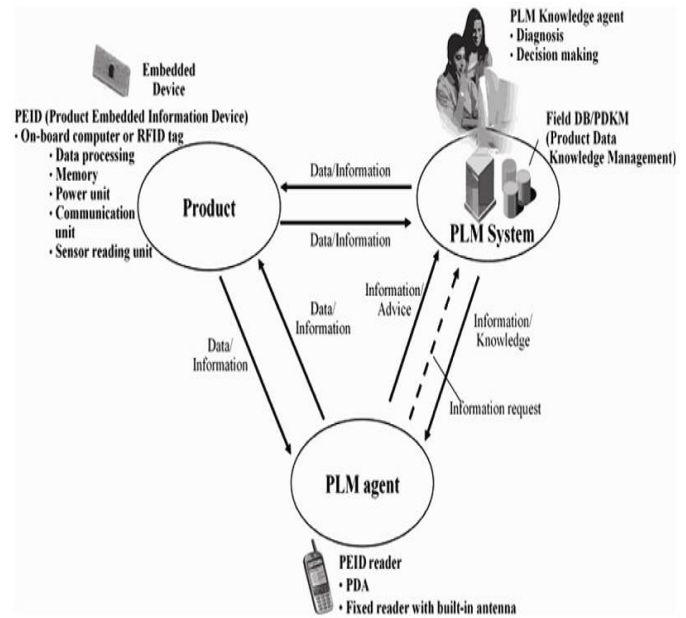 PLM Knowledge agent
• Diagnosis
• Decision making
Embedded
Device
PEID (Product Embedded Information Device)
• On-board computer or RFID tag
• Data processing
• Memory
• Power unit
• Communication
unit
• Sensor reading unit
Field DB/PDKM
(Product Data
Knowledge Management)
Product
Data/Information
Data/Information
PLM System
Data/
Information
Data/
Information
Information/
Advice
Information/
Knowledge
Information request
PLM agent
PEID reader
• PDA
• Fixed reader with built-in antenna